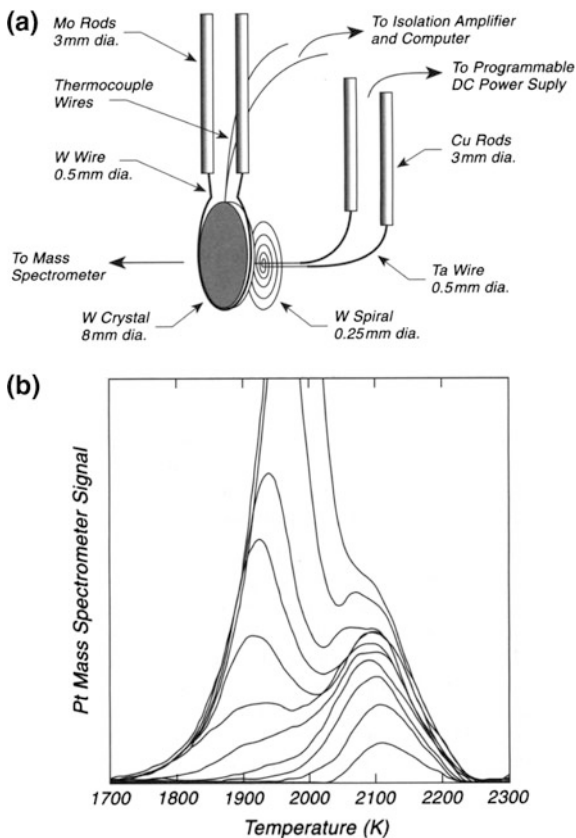 (a)
Mo Rods
3mm dia.
To Isolation Amplifier
and Computer
Thermocouple
Wires
To Programmable
DC Power Suply
W Wire
0.5mm dia.
Cu Rods
3mm dia.
To Mass
Spectrometer
Ta Wire
0.5mm dia.
W Crystal
8mm dia.
W Spiral
0.25mm dia.
(b)
Pt Mass Spectrometer Signal
1700 1800 1900 2000 2100 2200 2300
Temperature (K)